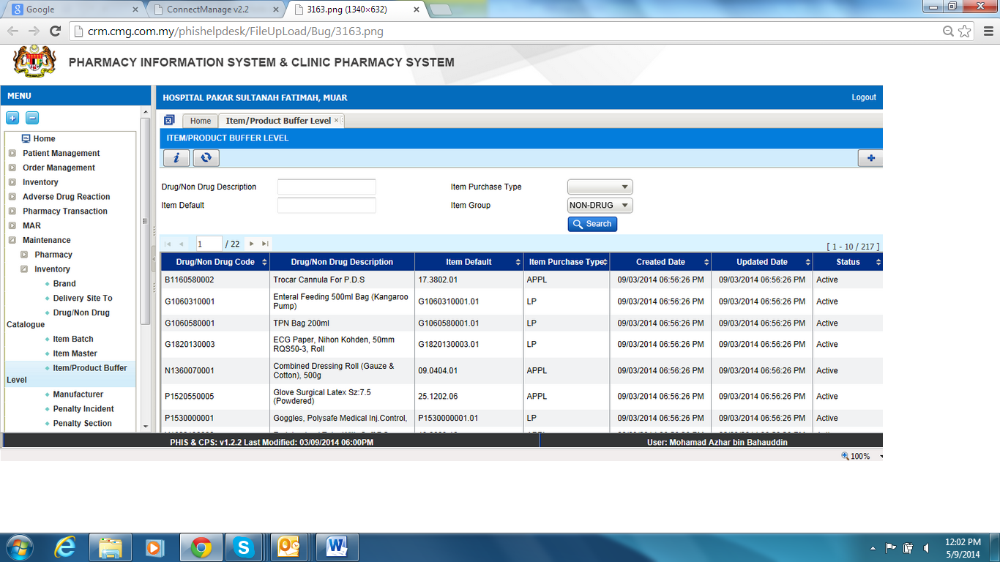 Google
ConnectManage v2.2
3163.png (1340×632)
crm.cmg.com.my/phishelpdesk/FileUpLoad/Bug/3163.png
PHARMACY INFORMATION SYSTEM & CLINIC PHARMACY SYSTEM
MENU
HOSPITAL PAKAR SULTANAH FATIMAH, MUAR
Logout
Home
Patient Management
Order Management
Inventory
Adverse Drug Reaction
Pharmacy Transaction
MAR
Maintenance
Pharmacy
Inventory
Brand
Delivery Site To
Drug/Non Drug
Catalogue
Item Batch
Item Master
Item/Product Buffer
Level
Manufacturer
Penalty Incident
Penalty Section
Home Item/Product Buffer Level
ITEM/PRODUCT BUFFER LEVEL
Drug/Non Drug Description Item Purchase Type
Item Default Item Group NON-DRUG
Search
1 / 22 [ 1 - 10 / 217 ]
Drug/Non Drug Code Drug/Non Drug Description Item Default Item Purchase Type Created Date Updated Date Status
B1160580002 Trocar Cannula For P.D.S 17.3802.01 APPL 09/03/2014 06:56:26 PM 09/03/2014 06:56:26 PM Active
G1060310001 Enteral Feeding 500ml Bag (Kangaroo Pump) G1060310001.01 LP 09/03/2014 06:56:26 PM 09/03/2014 06:56:26 PM Active
G1060580001 TPN Bag 200ml G1060580001.01 LP 09/03/2014 06:56:26 PM 09/03/2014 06:56:26 PM Active
G1820130003 ECG Paper, Nihon Kohden, 50mm RQS50-3, Roll G1820130003.01 LP 09/03/2014 06:56:26 PM 09/03/2014 06:56:26 PM Active
N1360070001 Combined Dressing Roll (Gauze & Cotton), 500g 09.0404.01 APPL 09/03/2014 06:56:26 PM 09/03/2014 06:56:26 PM Active
P1520550005 Glove Surgical Latex Sz:7.5 (Powdered) 25.1202.06 APPL 09/03/2014 06:56:26 PM 09/03/2014 06:56:26 PM Active
P1530000001 Goggles, Polysafe Medical Inj.Control, P1530000001.01 LP 09/03/2014 06:56:26 PM 09/03/2014 06:56:26 PM Active
PHIS & CPS: v1.2.2 Last Modified: 03/09/2014 06:00PM
User: Mohamad Azhar bin Bahauddin
100%
12:02 PM
5/9/2014